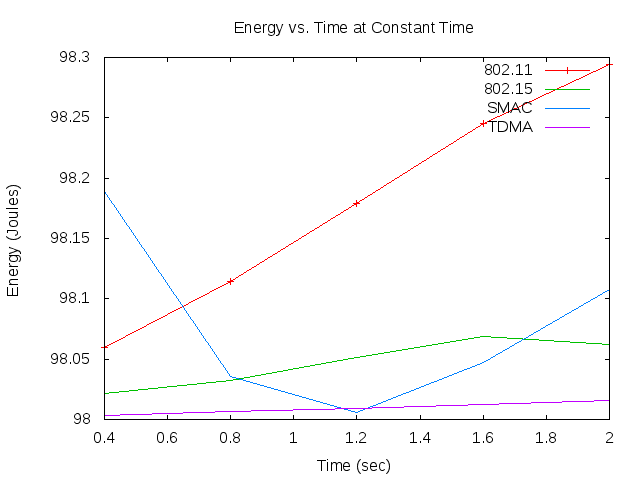 Energy vs. Time at Constant Time
98.3
98.25
98.2
98.15
98.1
98.05
98
Energy (Joules)
802.11
802.15
SMAC
TDMA
0.4 0.6 0.8 1 1.2 1.4 1.6 1.8 2
Time (sec)